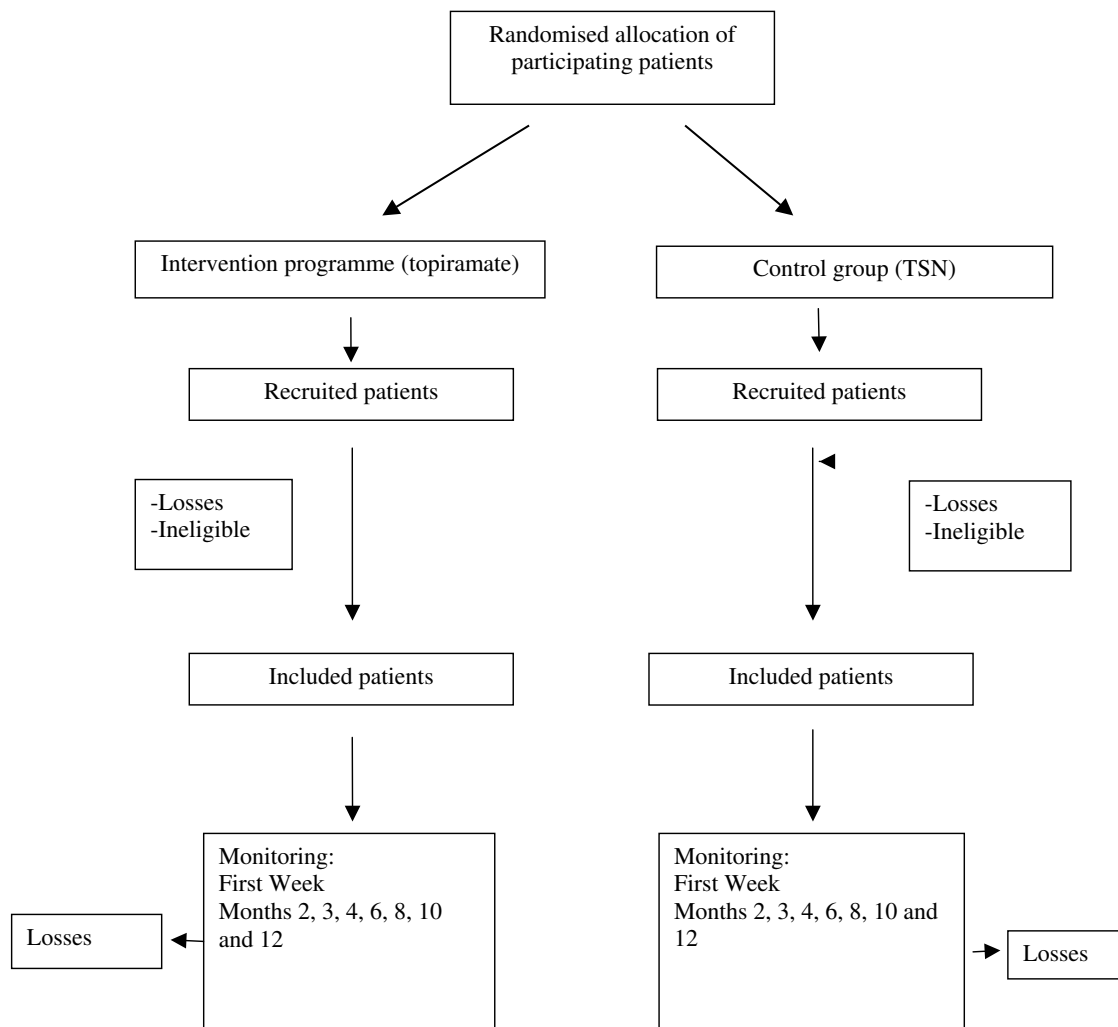 Randomised allocation of
participating patients
Intervention programme (topiramate)
Control group (TSN)
Recruited patients
Recruited patients
-Losses
-Ineligible
-Losses
-Ineligible
Included patients
Included patients
Monitoring:
First Week
Months 2, 3, 4, 6, 8, 10
and 12
Monitoring:
First Week
Months 2, 3, 4, 6, 8, 10 and
12
Losses
Losses